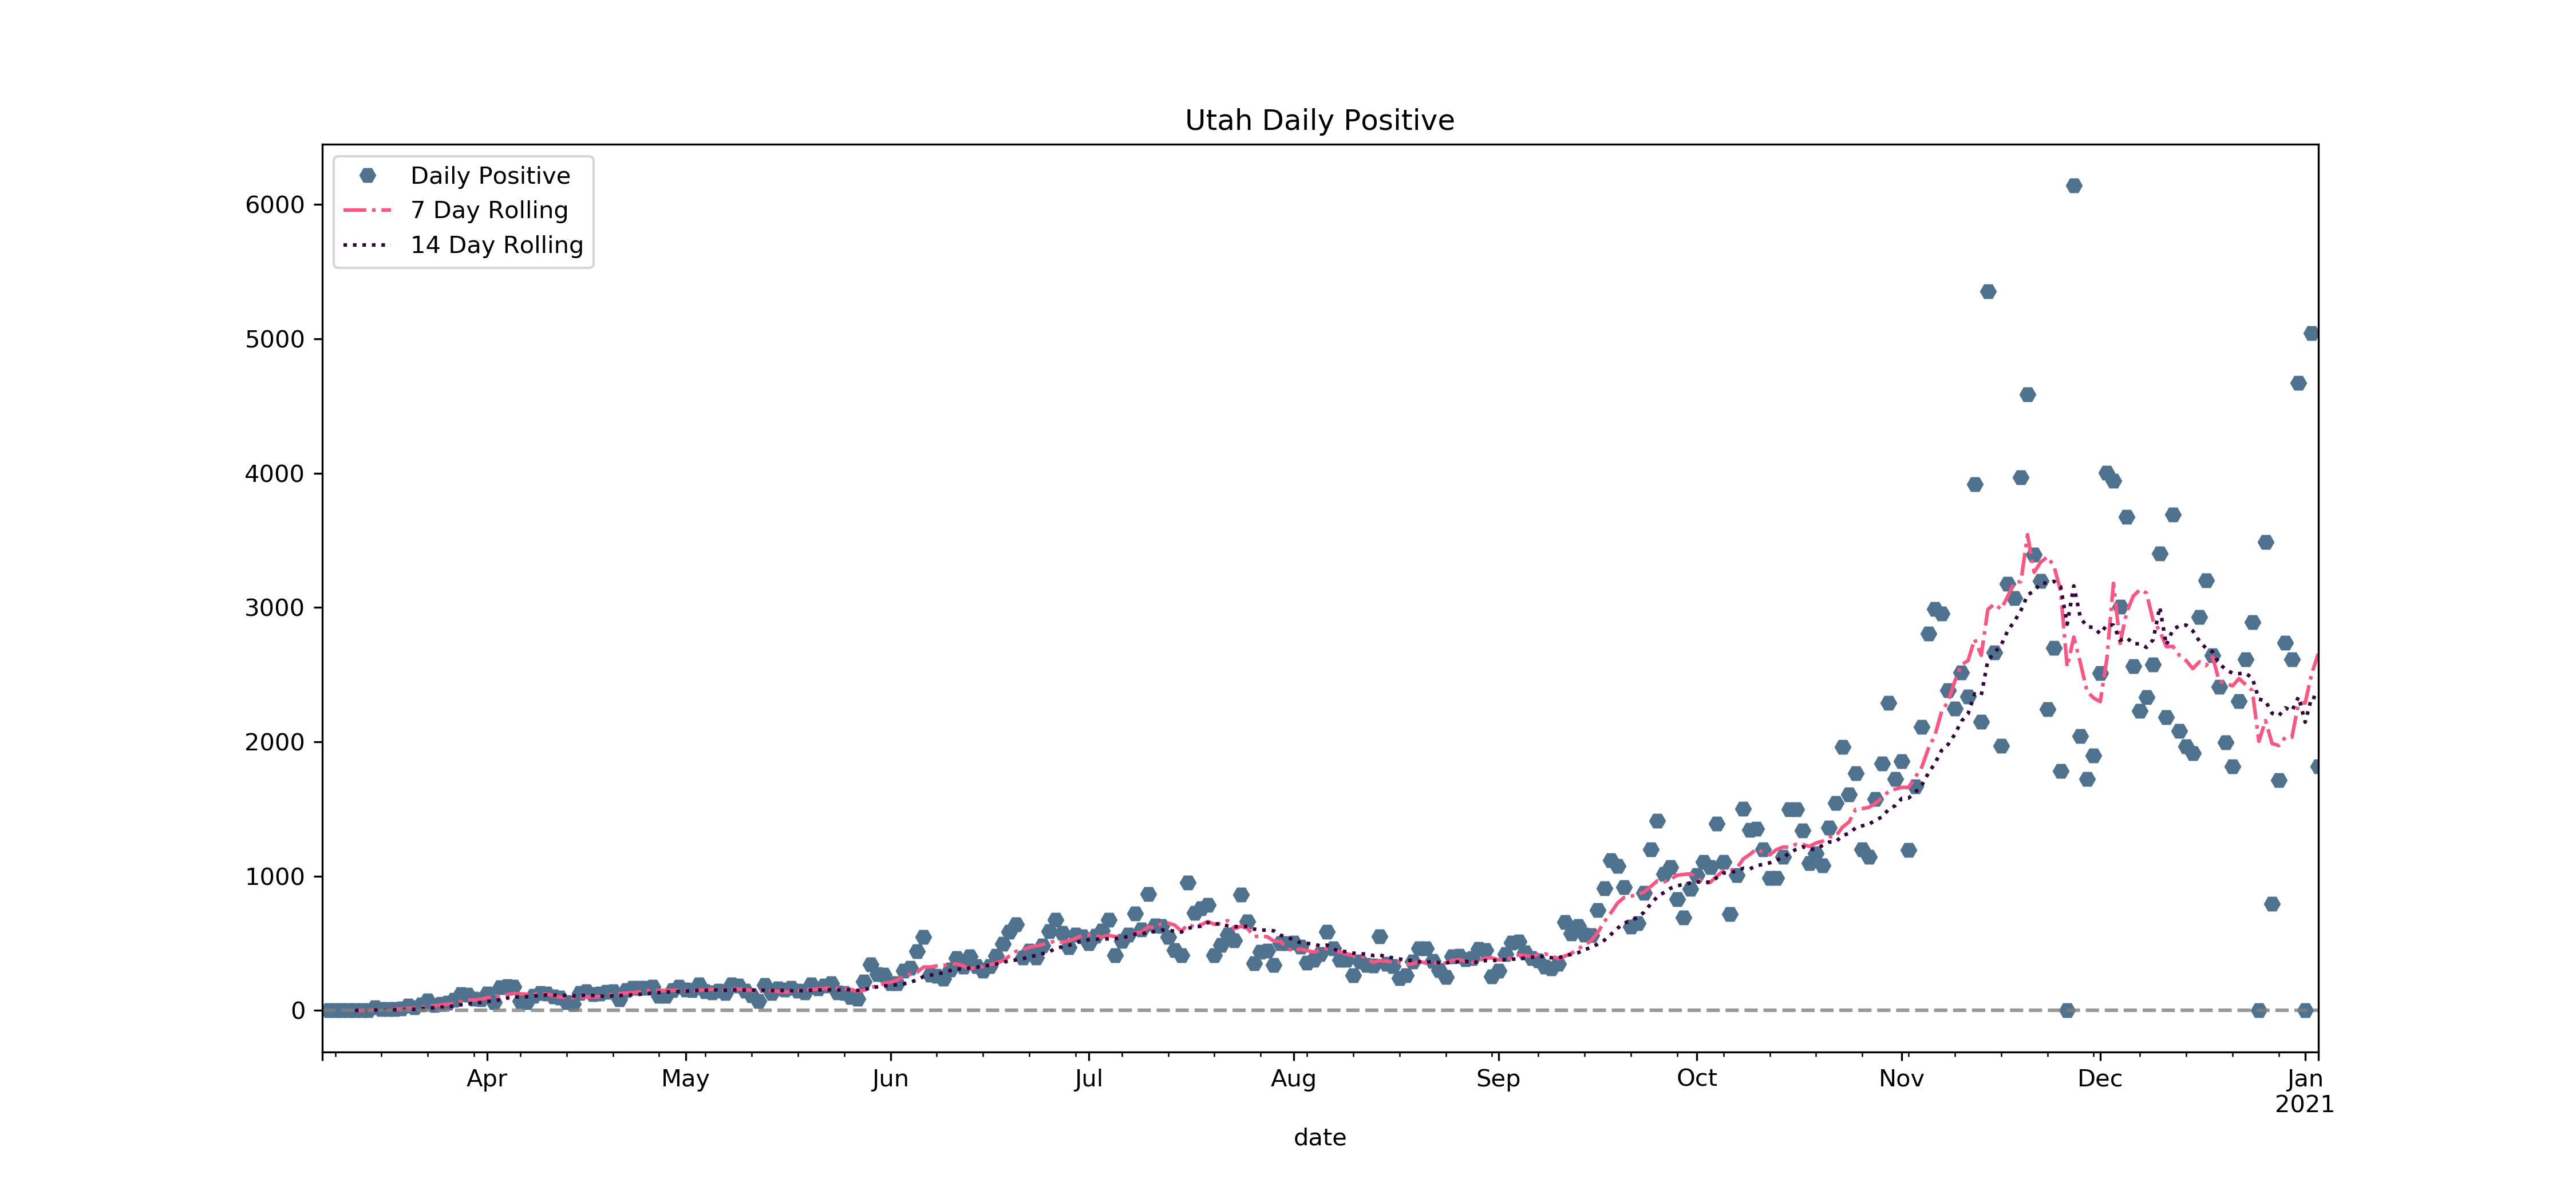 Utah Daily Positive
Daily Positive
7 Day Rolling
14 Day Rolling
6000
5000
4000
3000
2000
1000
0
Apr May Jun Jul Aug Sep Oct Nov Dec Jan
2021
date